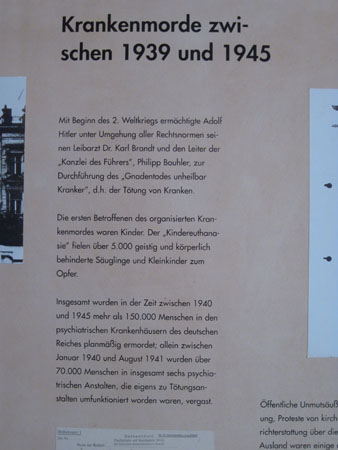 Krankenmorde zwi-
schen 1939 und 1945
Mit Beginn des 2. Weltkriegs ermächtigte Adolf
Hitler unter Umgehung aller Rechtsnormen sei-
nen Leibarzt Dr. Karl Brandt und den Leiter der
„Kanzlei des Führers", Philipp Bouhler, zur
Durchführung des „Gnadentodes unheilbar
Kranker", d.h. der Tötung von Kranken.
Die ersten Betroffenen des organisierten Kran-
kenmordes waren Kinder. Der „Kindereuthana-
sie" fielen über 5.000 geistig und körperlich
behinderte Säuglinge und Kleinkinder zum
Opfer.
Insgesamt wurden in der Zeit zwischen 1940
und 1945 mehr als 150.000 Menschen in den
psychiatrischen Krankenhäusern des deutschen
Reiches planmäßig ermordet; allein zwischen
Januar 1940 und August 1941 wurden über
70.000 Menschen in insgesamt sechs psychia-
trischen Anstalten, die eigens zu Tötungsan-
stalten umfunktioniert worden waren, vergast.
Öffentliche Unmutsäuß
ung, Proteste von kirch
richterstattung über die
Ausland waren einige